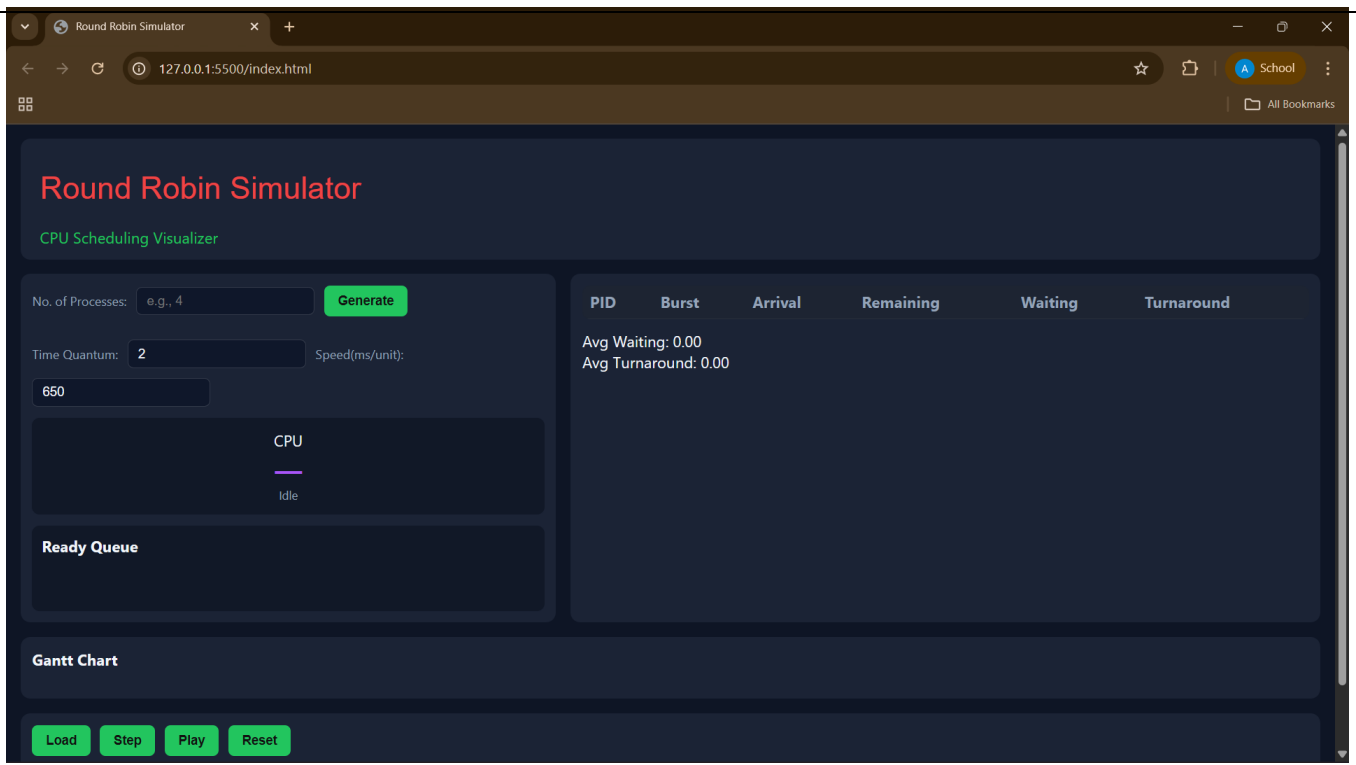 Round Robin Simulator
127.0.0.1:5500/index.html
A School
All Bookmarks
Round Robin Simulator
CPU Scheduling Visualizer
No. of Processes: e.g., 4 Generate
Time Quantum: 2 Speed(ms/unit):
650
CPU
Idle
Ready Queue
PID Burst Arrival Remaining Waiting Turnaround
Avg Waiting: 0.00
Avg Turnaround: 0.00
Gantt Chart
Load Step Play Reset